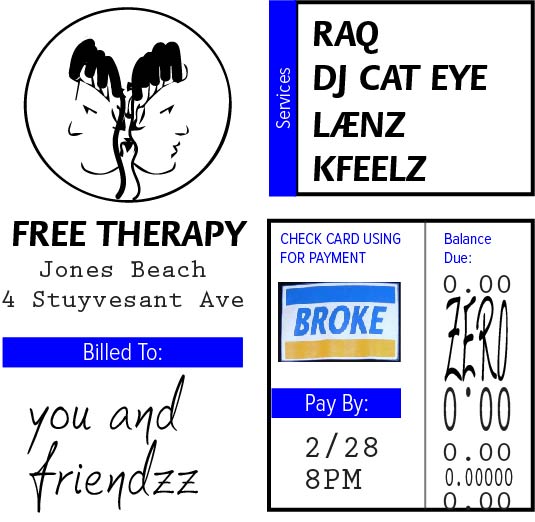 FREE THERAPY
Jones Beach
4 Stuyvesant Ave
Billed To:
you and
friendzz
Services
RAQ
DJ CAT EYE
LÆNZ
KFEELZ
CHECK CARD USING
FOR PAYMENT
BROKE
Pay By:
2/28
8PM
Balance
Due:
0.00
ZERO
0.00
0.00
0.00000
0.00